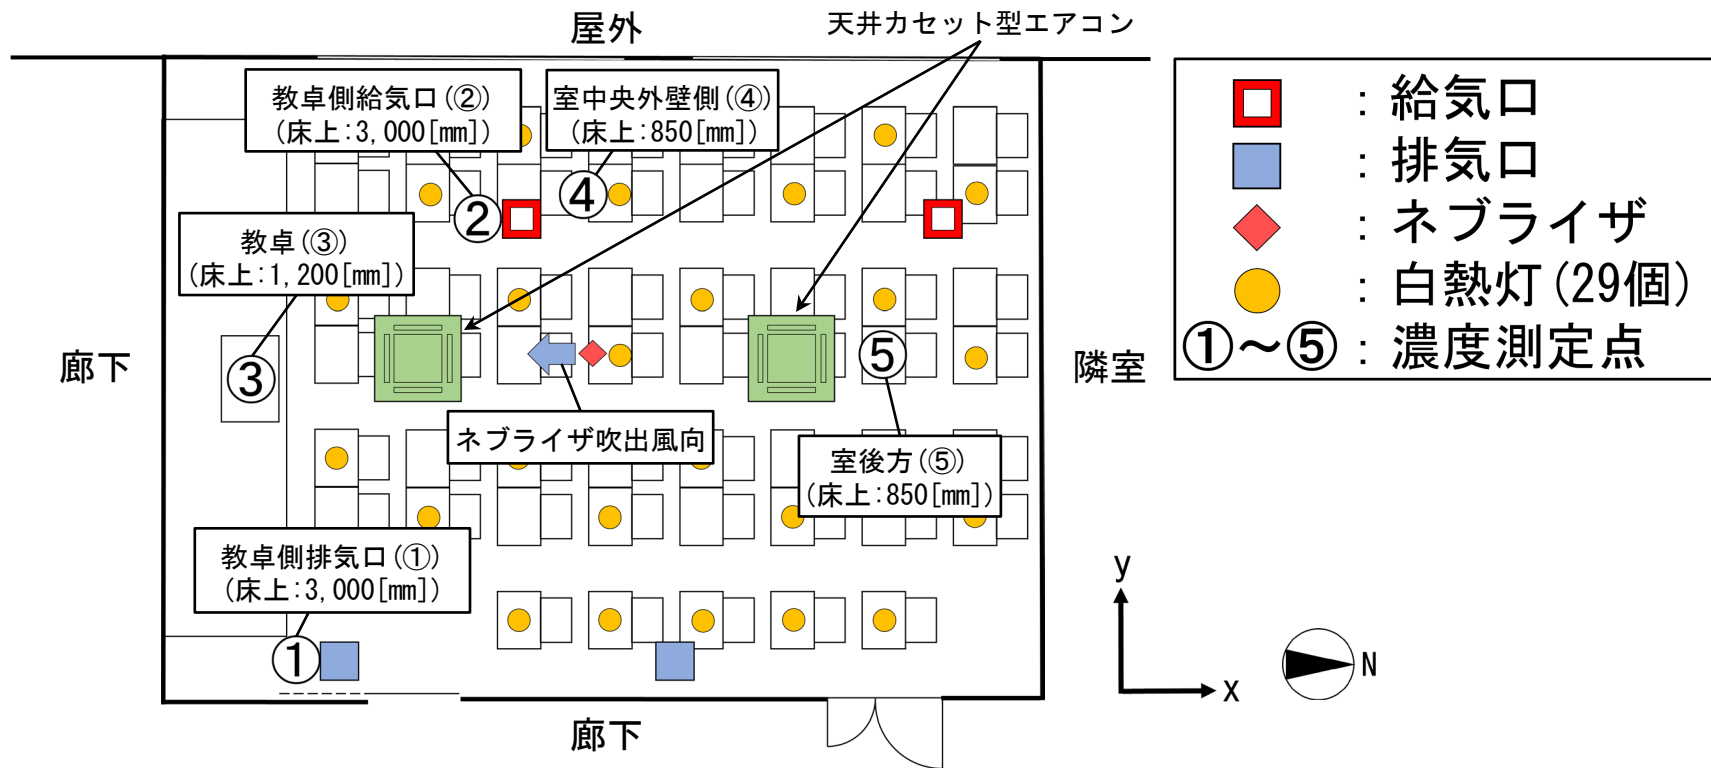 屋外
天井カセット型エアコン
教卓側給気口(②)
(床上:3,000[mm])
室中央外壁側(④)
(床上:850[mm])
④
②
教卓(③)
(床上:1,200[mm])
廊下
③
⑤
隣室
ネブライザ吹出風向
室後方(⑤)
(床上:850[mm])
教卓側排気口(①)
(床上:3,000[mm])
①
廊下
:給気口
:排気口
:ネブライザ
:白熱灯(29個)
①～⑤:濃度測定点
y
x
N